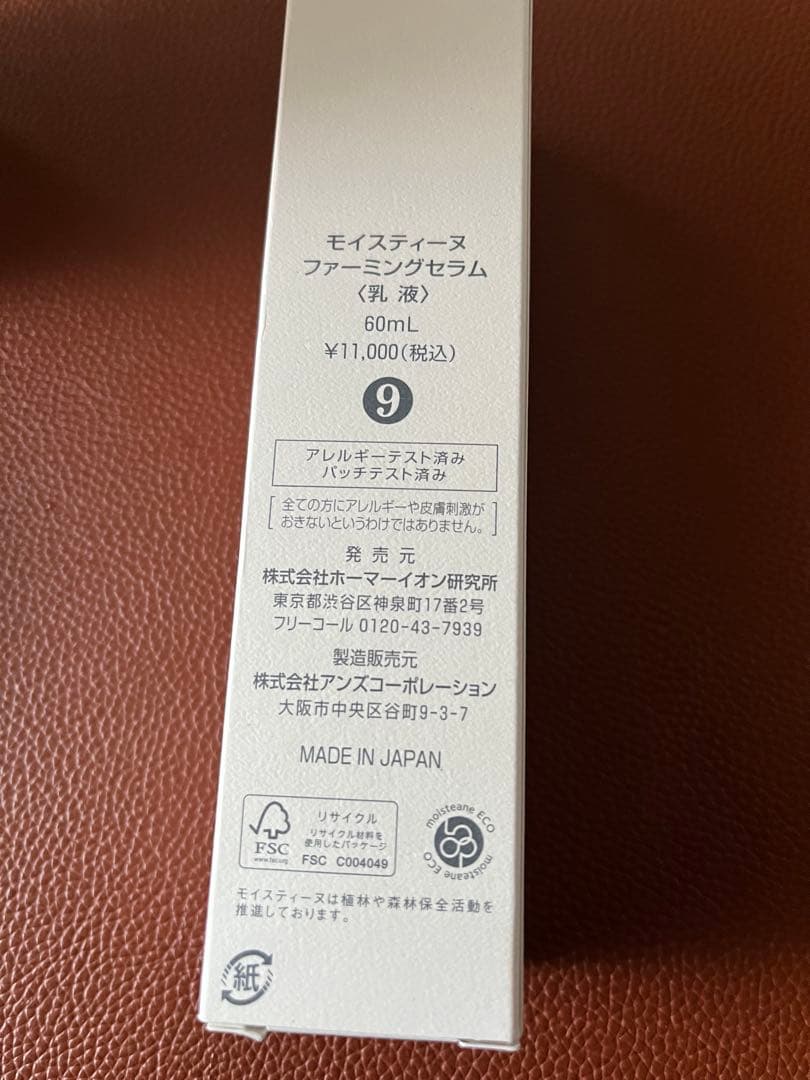 モイスティーヌ
ファーミングセラム
〈乳 液〉
60mL
¥11,000(税込)
9
アレルギーテスト済み
パッチテスト済み
[全ての方にアレルギーや皮膚刺激が
おきないというわけではありません。]
発 売 元
株式会社ホーマーイオン研究所
東京都渋谷区神泉町17番2号
フリーコール 0120-43-7939
製造販売元
株式会社アンズコーポレーション
大阪市中央区谷町9-3-7
MADE IN JAPAN
FSC
www.fsc.org
リサイクル
リサイクル材料を
使用したパッケージ
FSC C004049
moisteane ECO
moisteane ECO
モイスティーヌは植林や森林保全活動を
推進しております。
紙